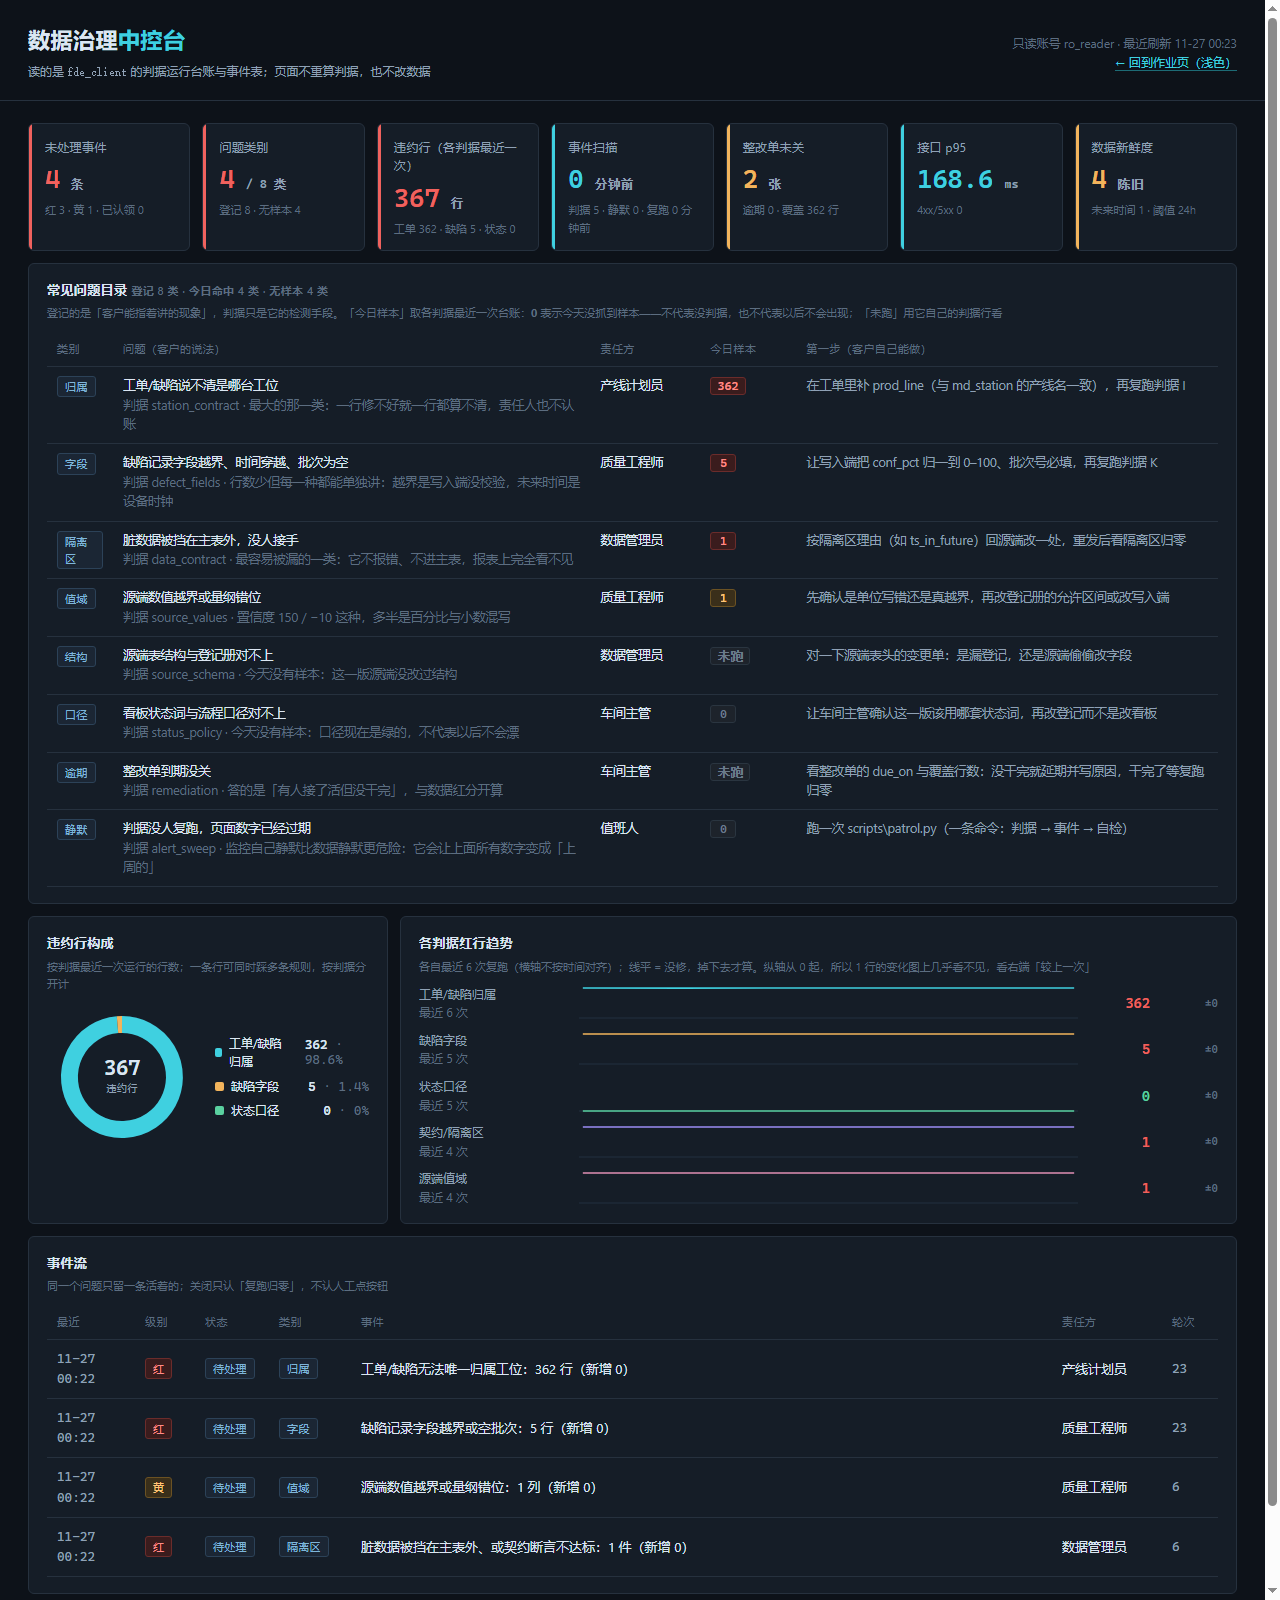 数据治理中控台
读的是 fde_client 的判据运行台账与事件表；页面不重算判据，也不改数据
只读账号 ro_reader · 最近刷新 11-27 00:23
← 回到作业页（浅色）
未处理事件
4 条
红 3 · 黄 1 · 已认领 0
问题类别
4 / 8 类
登记 8 · 无样本 4
违约行（各判据最近一
次）
367 行
工单 362 · 缺陷 5 · 状态 0
事件扫描
0 分钟前
判据 5 · 静默 0 · 复跑 0 分
钟前
整改单未关
2 张
逾期 0 · 覆盖 362 行
接口 p95
168.6 ms
4xx/5xx 0
数据新鲜度
4 陈旧
未来时间 1 · 阈值 24h
常见问题目录 登记 8 类 · 今日命中 4 类 · 无样本 4 类
登记的是「客户能指着讲的现象」，判据只是它的检测手段。「今日样本」取各判据最近一次台账：0 表示今天没抓到样本——不代表没判据，也不代表以后不会出现；「未跑」用它自己的判据行看
类别 问题（客户的说法） 责任方 今日样本 第一步（客户自己能做）
归属 工单/缺陷说不清是哪台工位 产线计划员 362 在工单里补 prod_line（与 md_station 的产线名一致），再复跑判据 I
判据 station_contract · 最大的那一类：一行修不好就一行都算不清，责任人也不认
账
字段 缺陷记录字段越界、时间穿越、批次为空 质量工程师 5 让写入端把 conf_pct 归一到 0–100、批次号必填，再复跑判据 K
判据 defect_fields · 行数少但每一种都能单独讲：越界是写入端没校验，未来时间是
设备时钟
隔离
区
脏数据被挡在主表外，没人接手 数据管理员 1 按隔离区理由（如 ts_in_future）回源端改一处，重发后看隔离区归零
判据 data_contract · 最容易被漏的一类：它不报错、不进主表，报表上完全看不见
值域 源端数值越界或量纲错位 质量工程师 1 先确认是单位写错还是真越界，再改登记册的允许区间或改写入端
判据 source_values · 置信度 150 / −10 这种，多半是百分比与小数混写
结构 源端表结构与登记册对不上 数据管理员 未跑 对一下源端表头的变更单：是漏登记，还是源端偷偷改字段
判据 source_schema · 今天没有样本：这一版源端没改过结构
口径 看板状态词与流程口径对不上 车间主管 0 让车间主管确认这一版该用哪套状态词，再改登记而不是改看板
判据 status_policy · 今天没有样本：口径现在是绿的，不代表以后不会漂
逾期 整改单到期没关 车间主管 未跑 看整改单的 due_on 与覆盖行数：没干完就延期并写原因，干完了等复跑
归零
判据 remediation · 答的是「有人接了活但没干完」，与数据红分开算
静默 判据没人复跑，页面数字已经过期 值班人 0 跑一次 scripts\patrol.py（一条命令：判据 → 事件 → 自检）
判据 alert_sweep · 监控自己静默比数据静默更危险：它会让上面所有数字变成「上
周的」
违约行构成
按判据最近一次运行的行数；一条行可同时踩多条规则，按判据分
开计
367
违约行
工单/缺陷
归属
362 ·
98.6%
缺陷字段 5 · 1.4%
状态口径 0 · 0%
各判据红行趋势
各自最近 6 次复跑（横轴不按时间对齐）；线平 = 没修，掉下去才算。纵轴从 0 起，所以 1 行的变化图上几乎看不见，看右端「较上一次」
工单/缺陷归属 362 ±0
最近 6 次
缺陷字段 5 ±0
最近 5 次
状态口径 0 ±0
最近 5 次
契约/隔离区 1 ±0
最近 4 次
源端值域 1 ±0
最近 4 次
事件流
同一个问题只留一条活着的；关闭只认「复跑归零」，不认人工点按钮
最近 级别 状态 类别 事件 责任方 轮次
11-27
00:22
红 待处理 归属 工单/缺陷无法唯一归属工位：362 行（新增 0） 产线计划员 23
11-27
00:22
红 待处理 字段 缺陷记录字段越界或空批次：5 行（新增 0） 质量工程师 23
11-27
00:22
黄 待处理 值域 源端数值越界或量纲错位：1 列（新增 0） 质量工程师 6
11-27
00:22
红 待处理 隔离区 脏数据被挡在主表外、或契约断言不达标：1 件（新增 0） 数据管理员 6